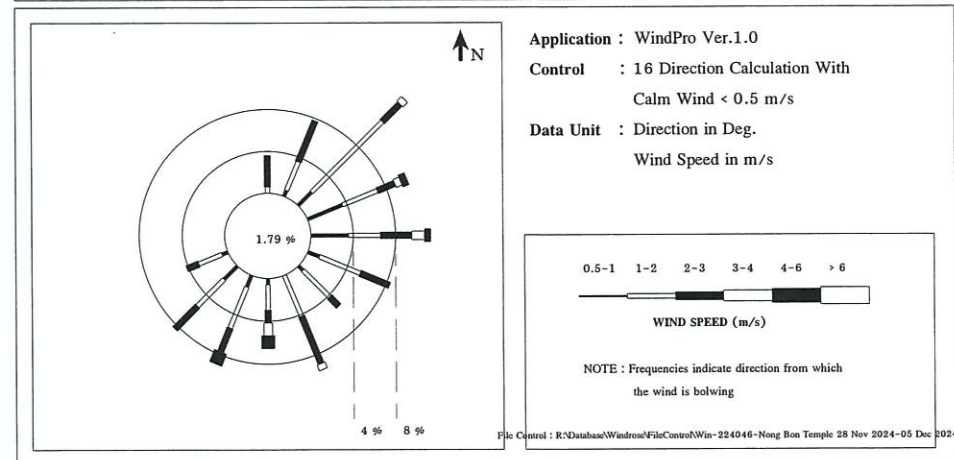 N
Application : WindPro Ver.1.0
Control : 16 Direction Calculation With
Calm Wind < 0.5 m/s
Data Unit : Direction in Deg.
Wind Speed in m/s
1.79 %
4 % 8 %
0.5-1 1-2 2-3 3-4 4-6 > 6
WIND SPEED (m/s)
NOTE : Frequencies indicate direction from which
the wind is bolwing
File Control : R:\Database\Windrose\FileControl\Win-224046-Nong Bon Temple 28 Nov 2024-05 Dec 2024